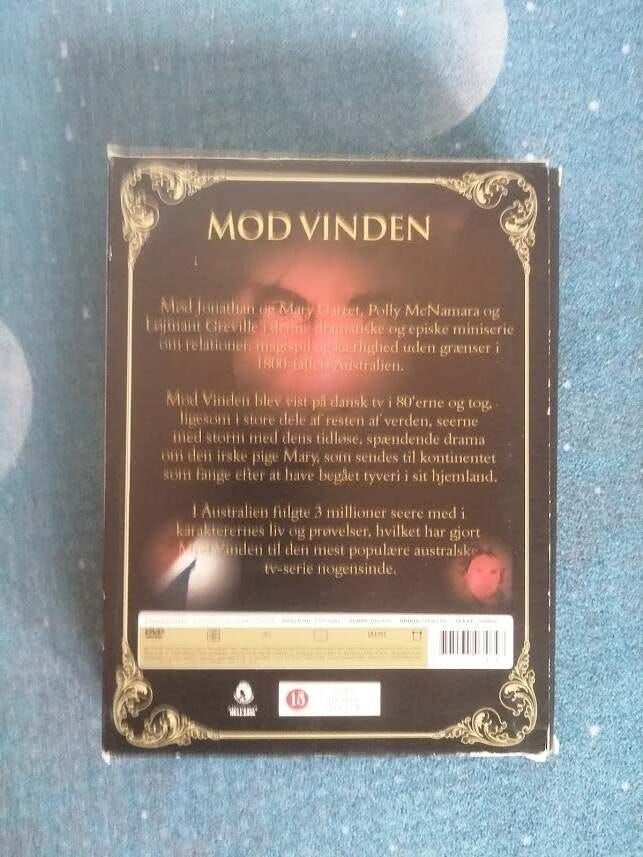 MOD VINDEN
Mød Jonathan og Mary Garret, Polly McNamara og
Løjtnant Greville i denne dramatiske og episke miniserie
om relationer, magtspil og kærlighed uden grænser i
1800-tallets Australien.
Mod Vinden blev vist på dansk tv i 80'erne og tog,
ligesom i store dele af resten af verden, seerne
med storm med dens tidløse, spændende drama
om den irske pige Mary, som sendes til kontinentet
som fange efter at have begået tyveri i sit hjemland.
I Australien fulgte 3 millioner seere med i
karakterernes liv og prøvelser, hvilket har gjort
Mod Vinden til den mest populære australske
tv-serie nogensinde.
DVD
15